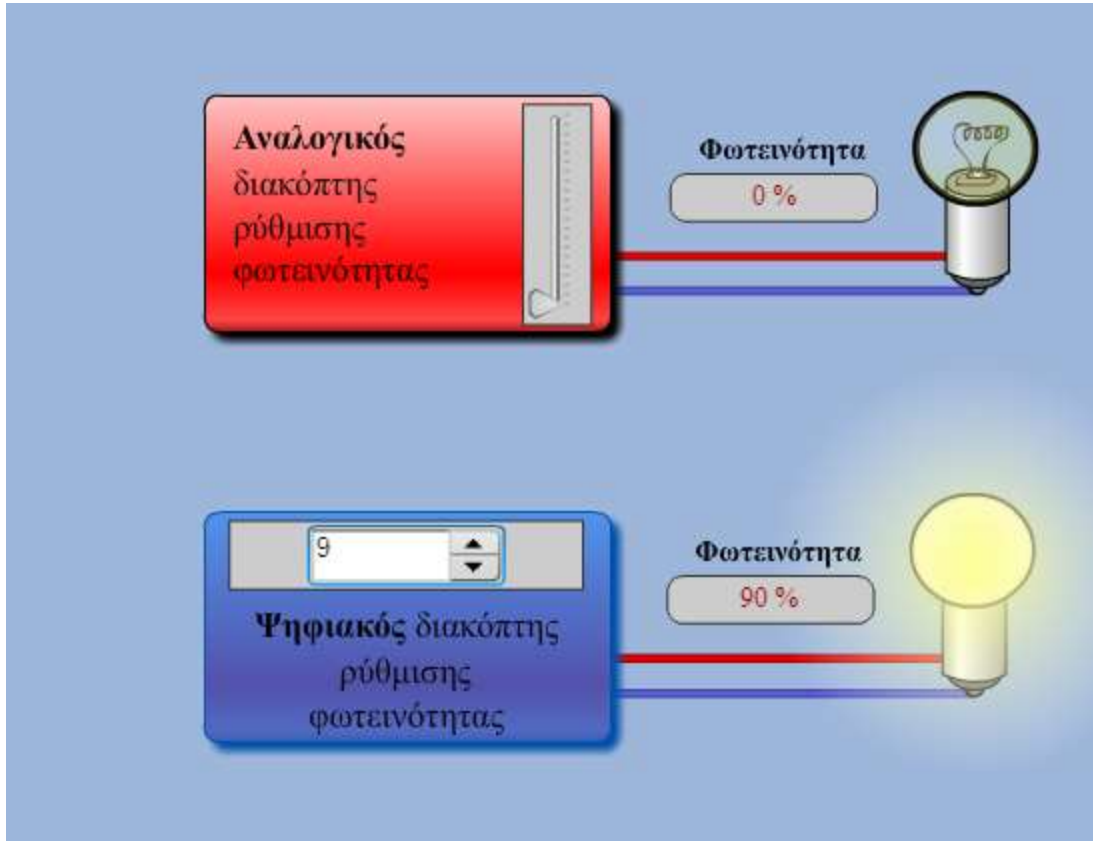 Αναλογικός
διακόπτης
ρύθμισης
φωτεινότητας
Φωτεινότητα
0 %
9
Ψηφιακός διακόπτης
ρύθμισης
φωτεινότητας
Φωτεινότητα
90 %